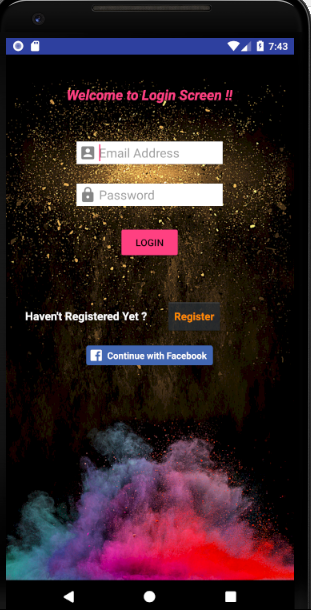 7:43
Welcome to Login Screen !!
Email Address
Password
LOGIN
Haven't Registered Yet ? Register
Continue with Facebook